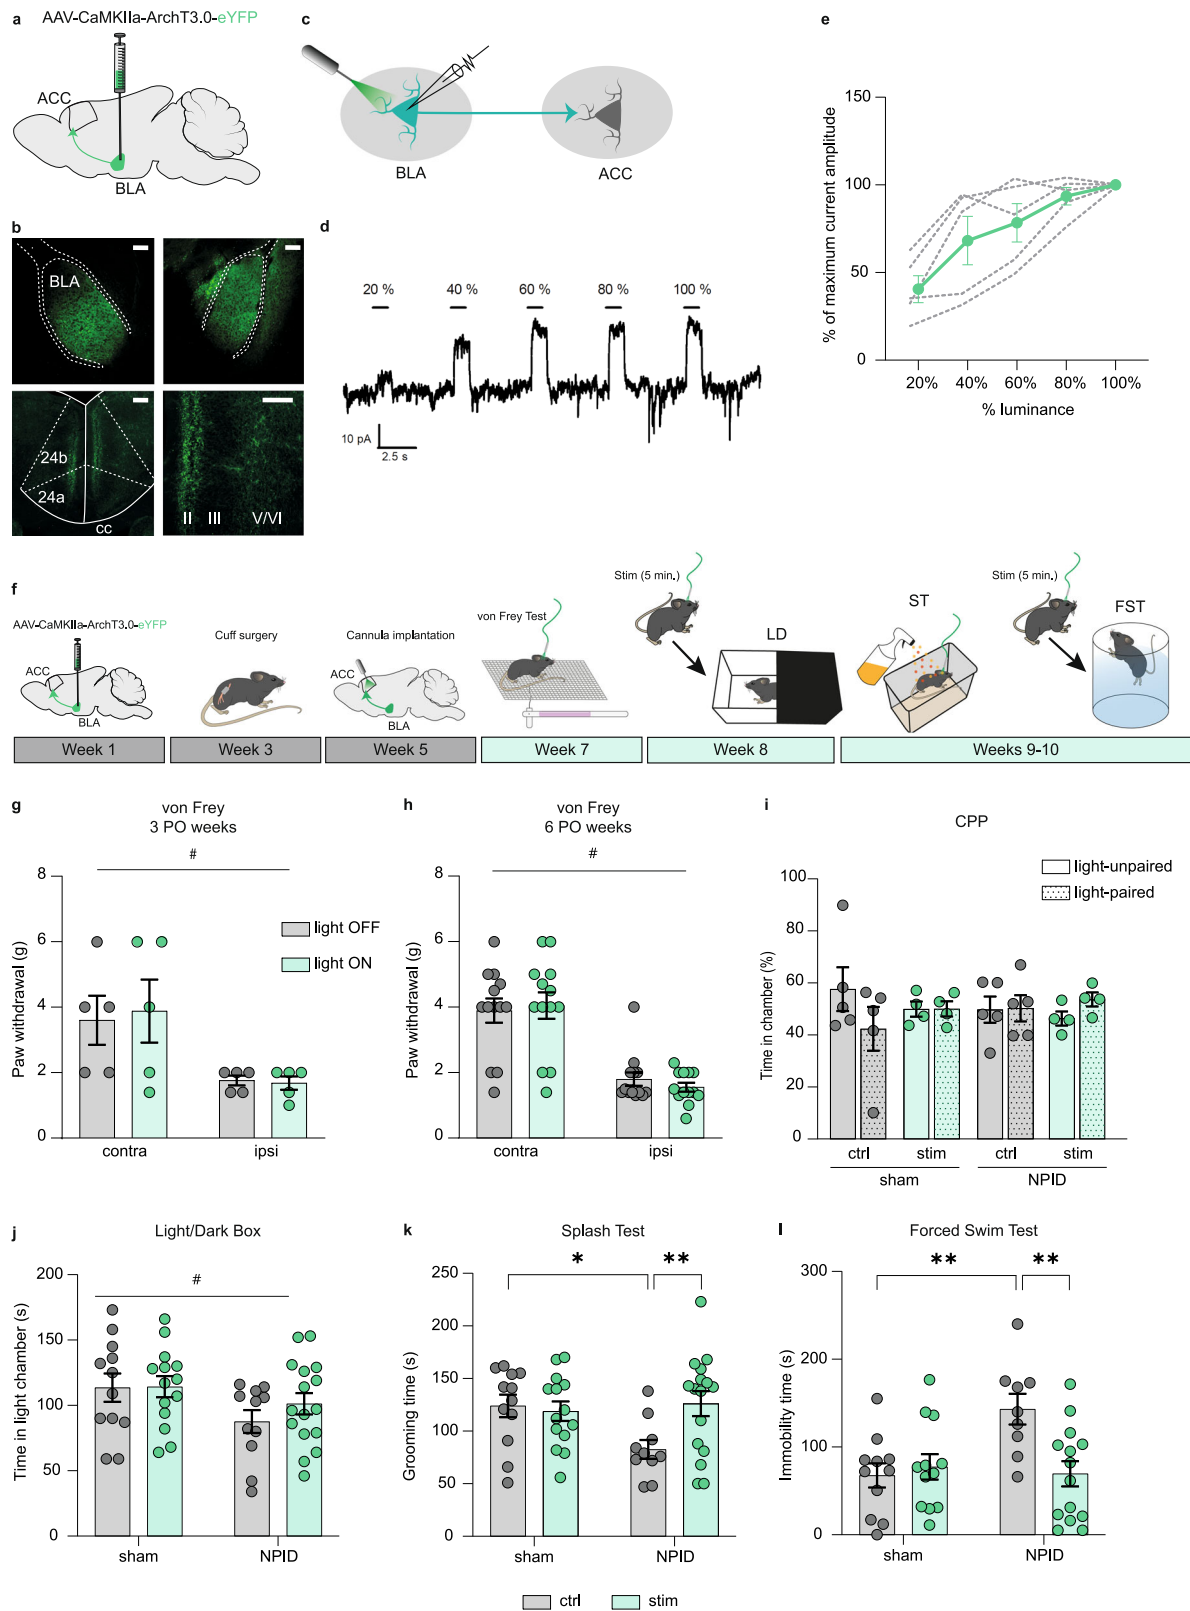 a
AAV-CaMKIIa-ArchT3.0-eYFP
ACC
BLA
b
BLA
24b
24a
cc
II III V/VI
c
BLA
ACC
d
20 % 40 % 60 % 80 % 100 %
10 pA
2.5 s
e
% of maximum current amplitude
150
100
50
0
20% 40% 60% 80% 100%
% luminance
f
AAV-CaMKIIa-ArchT3.0-eYFP
ACC
BLA
Week 1
Cuff surgery
Week 3
Cannula implantation
ACC
BLA
Week 5
von Frey Test
Week 7
Stim (5 min.)
LD
Week 8
ST
Stim (5 min.)
FST
Weeks 9-10
g
von Frey
3 PO weeks
#
Paw withdrawal (g)
8
6
4
2
0
contra ipsi
light OFF
light ON
h
von Frey
6 PO weeks
#
Paw withdrawal (g)
8
6
4
2
0
contra ipsi
i
CPP
light-unpaired
light-paired
Time in chamber (%)
100
80
60
40
20
0
ctrl stim ctrl stim
sham NPID
j
Light/Dark Box
#
Time in light chamber (s)
200
150
100
50
0
sham NPID
k
Splash Test
* **
Grooming time (s)
250
200
150
100
50
0
sham NPID
l
Forced Swim Test
** **
Immobility time (s)
300
200
100
0
sham NPID
ctrl stim